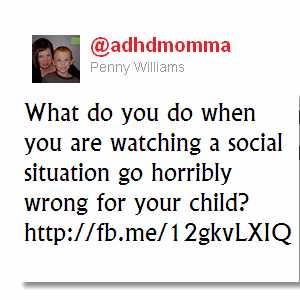 @adhdmomma
Penny Williams
What do you do when
you are watching a social
situation go horribly
wrong for your child?
http://fb.me/12gkvLXIQ